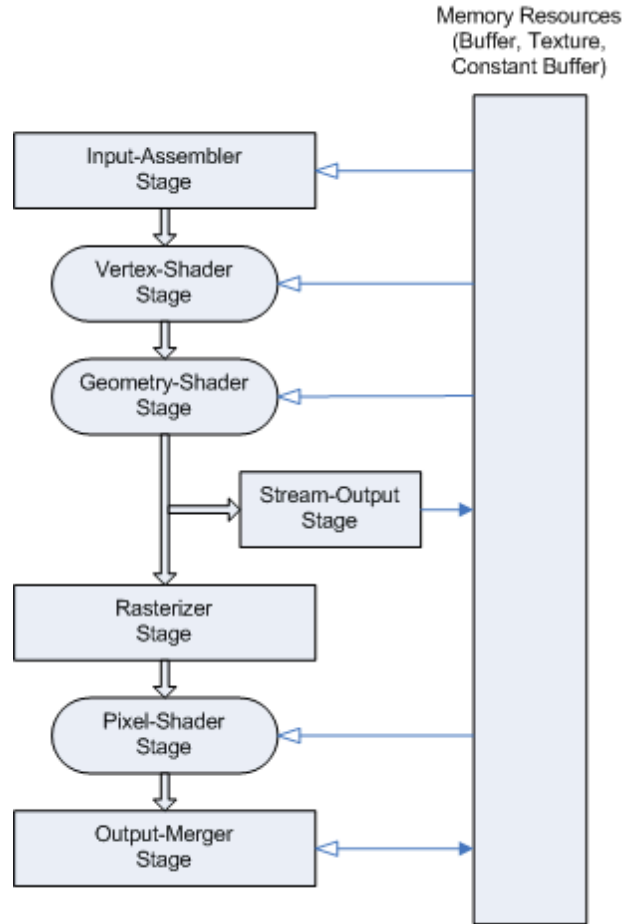 Memory Resources
(Buffer, Texture,
Constant Buffer)
Input-Assembler
Stage
Vertex-Shader
Stage
Geometry-Shader
Stage
Stream-Output
Stage
Rasterizer
Stage
Pixel-Shader
Stage
Output-Merger
Stage